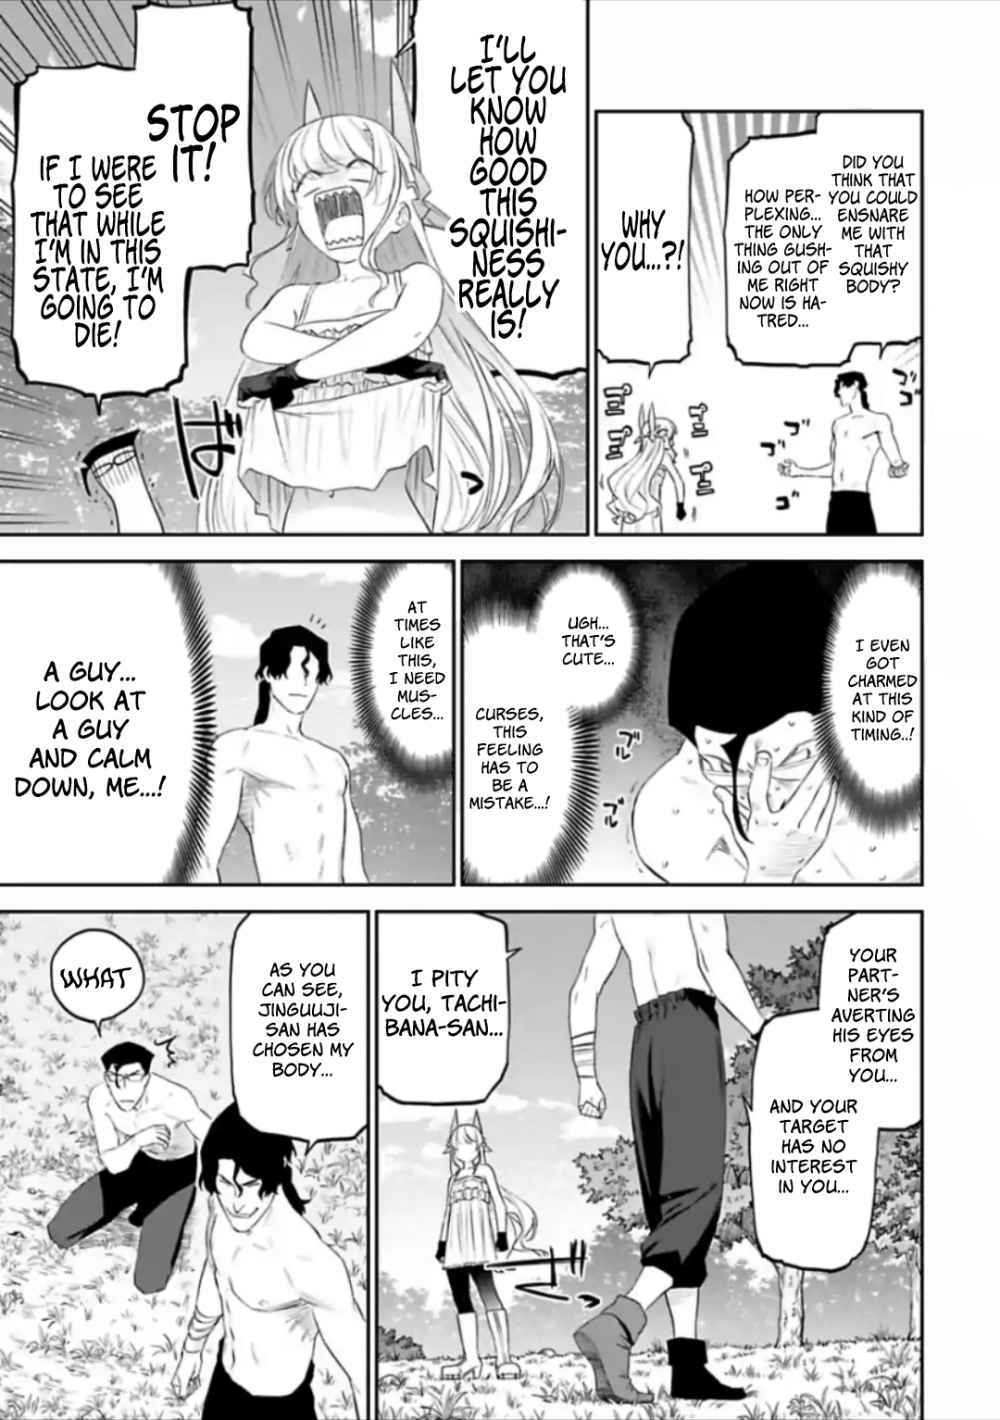 DID YOU
THINK THAT
YOU COULD
ENSNARE
ME WITH
THAT
SQUISHY
BODY?
HOW PER-
PLEXING...
THE ONLY
THING GUSH-
ING OUT OF
ME RIGHT
NOW IS HA-
TRED...
WHY
YOU...?!
I'LL
LET YOU
KNOW
HOW
GOOD
THIS
SQUISHI-
NESS
REALLY
IS!
STOP
IT!
IF I WERE
TO SEE
THAT WHILE
I'M IN THIS
STATE, I'M
GOING TO
DIE!
I EVEN
GOT
CHARMED
AT THIS
KIND OF
TIMING..!
UGH...
THAT'S
CUTE...
CURSES,
THIS
FEELING
HAS TO
BE A
MISTAKE...!
AT
TIMES
LIKE
THIS,
I NEED
MUS-
CLES...
A GUY...
LOOK AT
A GUY
AND CALM
DOWN, ME...!
YOUR
PART-
NER'S
AVERTING
HIS EYES
FROM
YOU...
AND YOUR
TARGET
HAS NO
INTEREST
IN YOU...
I PITY
YOU, TACHI-
BANA-SAN...
AS YOU
CAN SEE,
JINGUUJI-
SAN HAS
CHOSEN MY
BODY...
WHAT